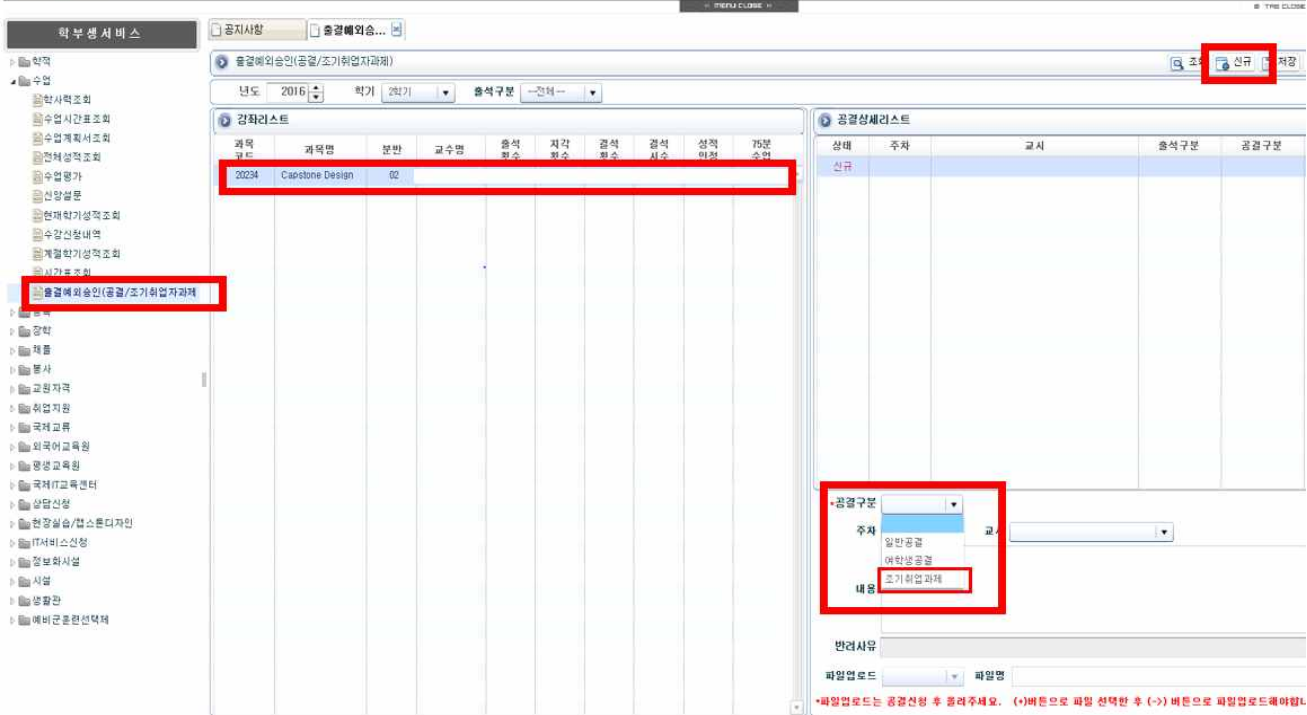 « MENU CLOSE »
TAB CLOSE
학부생서비스
공지사항
출결예외승...
출결예외승인(공결/조기취업자과제)
신규
저장
년도 2016 학기 2학기 출석구분 --전체--
강좌리스트
공결상세리스트
과목코드 과목명 분반 교수명 출석횟수 지각횟수 결석횟수 결석시수 성적인정 75분수업
20234 Capstone Design 02
상태 주차 교시 출석구분 공결구분
신규
학적
수업
학사력조회
수업시간표조회
수업계획서조회
전체성적조회
수업평가
신앙설문
현재학기성적조회
수강신청내역
계절학기성적조회
시간표조회
출결예외승인(공결/조기취업자과제
장학
채플
봉사
교원자격
취업지원
국제교류
외국어교육원
평생교육원
국제IT교육센터
상담신청
현장실습/캡스톤디자인
IT서비스신청
정보화시설
시설
생활관
예비군훈련선택제
*공결구분
주차
일반공결
여학생공결
조기취업과제
내용
반려사유
파일업로드 파일명
*파일업로드는 공결신청 후 올려주세요. (+)버튼으로 파일 선택한 후 (->) 버튼으로 파일업로드해야합니